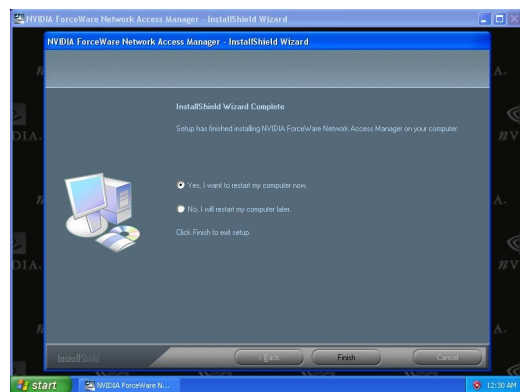 NVIDIA ForceWare Network Access Manager - InstallShield Wizard
NVIDIA ForceWare Network Access Manager - InstallShield Wizard
InstallShield Wizard Complete
Setup has finished installing NVIDIA ForceWare Network Access Manager on your computer.
Yes, I want to restart my computer now.
No, I will restart my computer later.
Click Finish to exit setup.
InstallShield
< Back
Finish
Cancel
start
NVIDIA ForceWare N...
12:30 AM